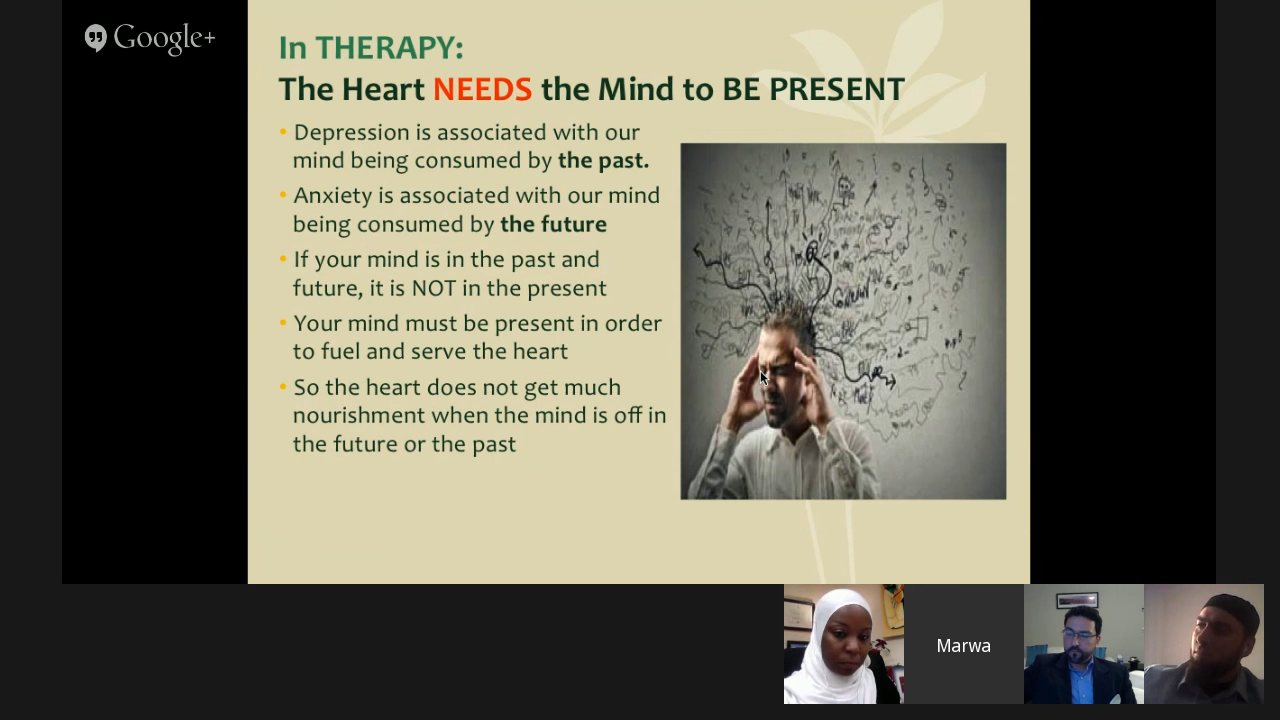 Google+
In THERAPY:
The Heart NEEDS the Mind to BE PRESENT
• Depression is associated with our
mind being consumed by the past.
• Anxiety is associated with our mind
being consumed by the future
• If your mind is in the past and
future, it is NOT in the present
• Your mind must be present in order
to fuel and serve the heart
• So the heart does not get much
nourishment when the mind is off in
the future or the past
Marwa